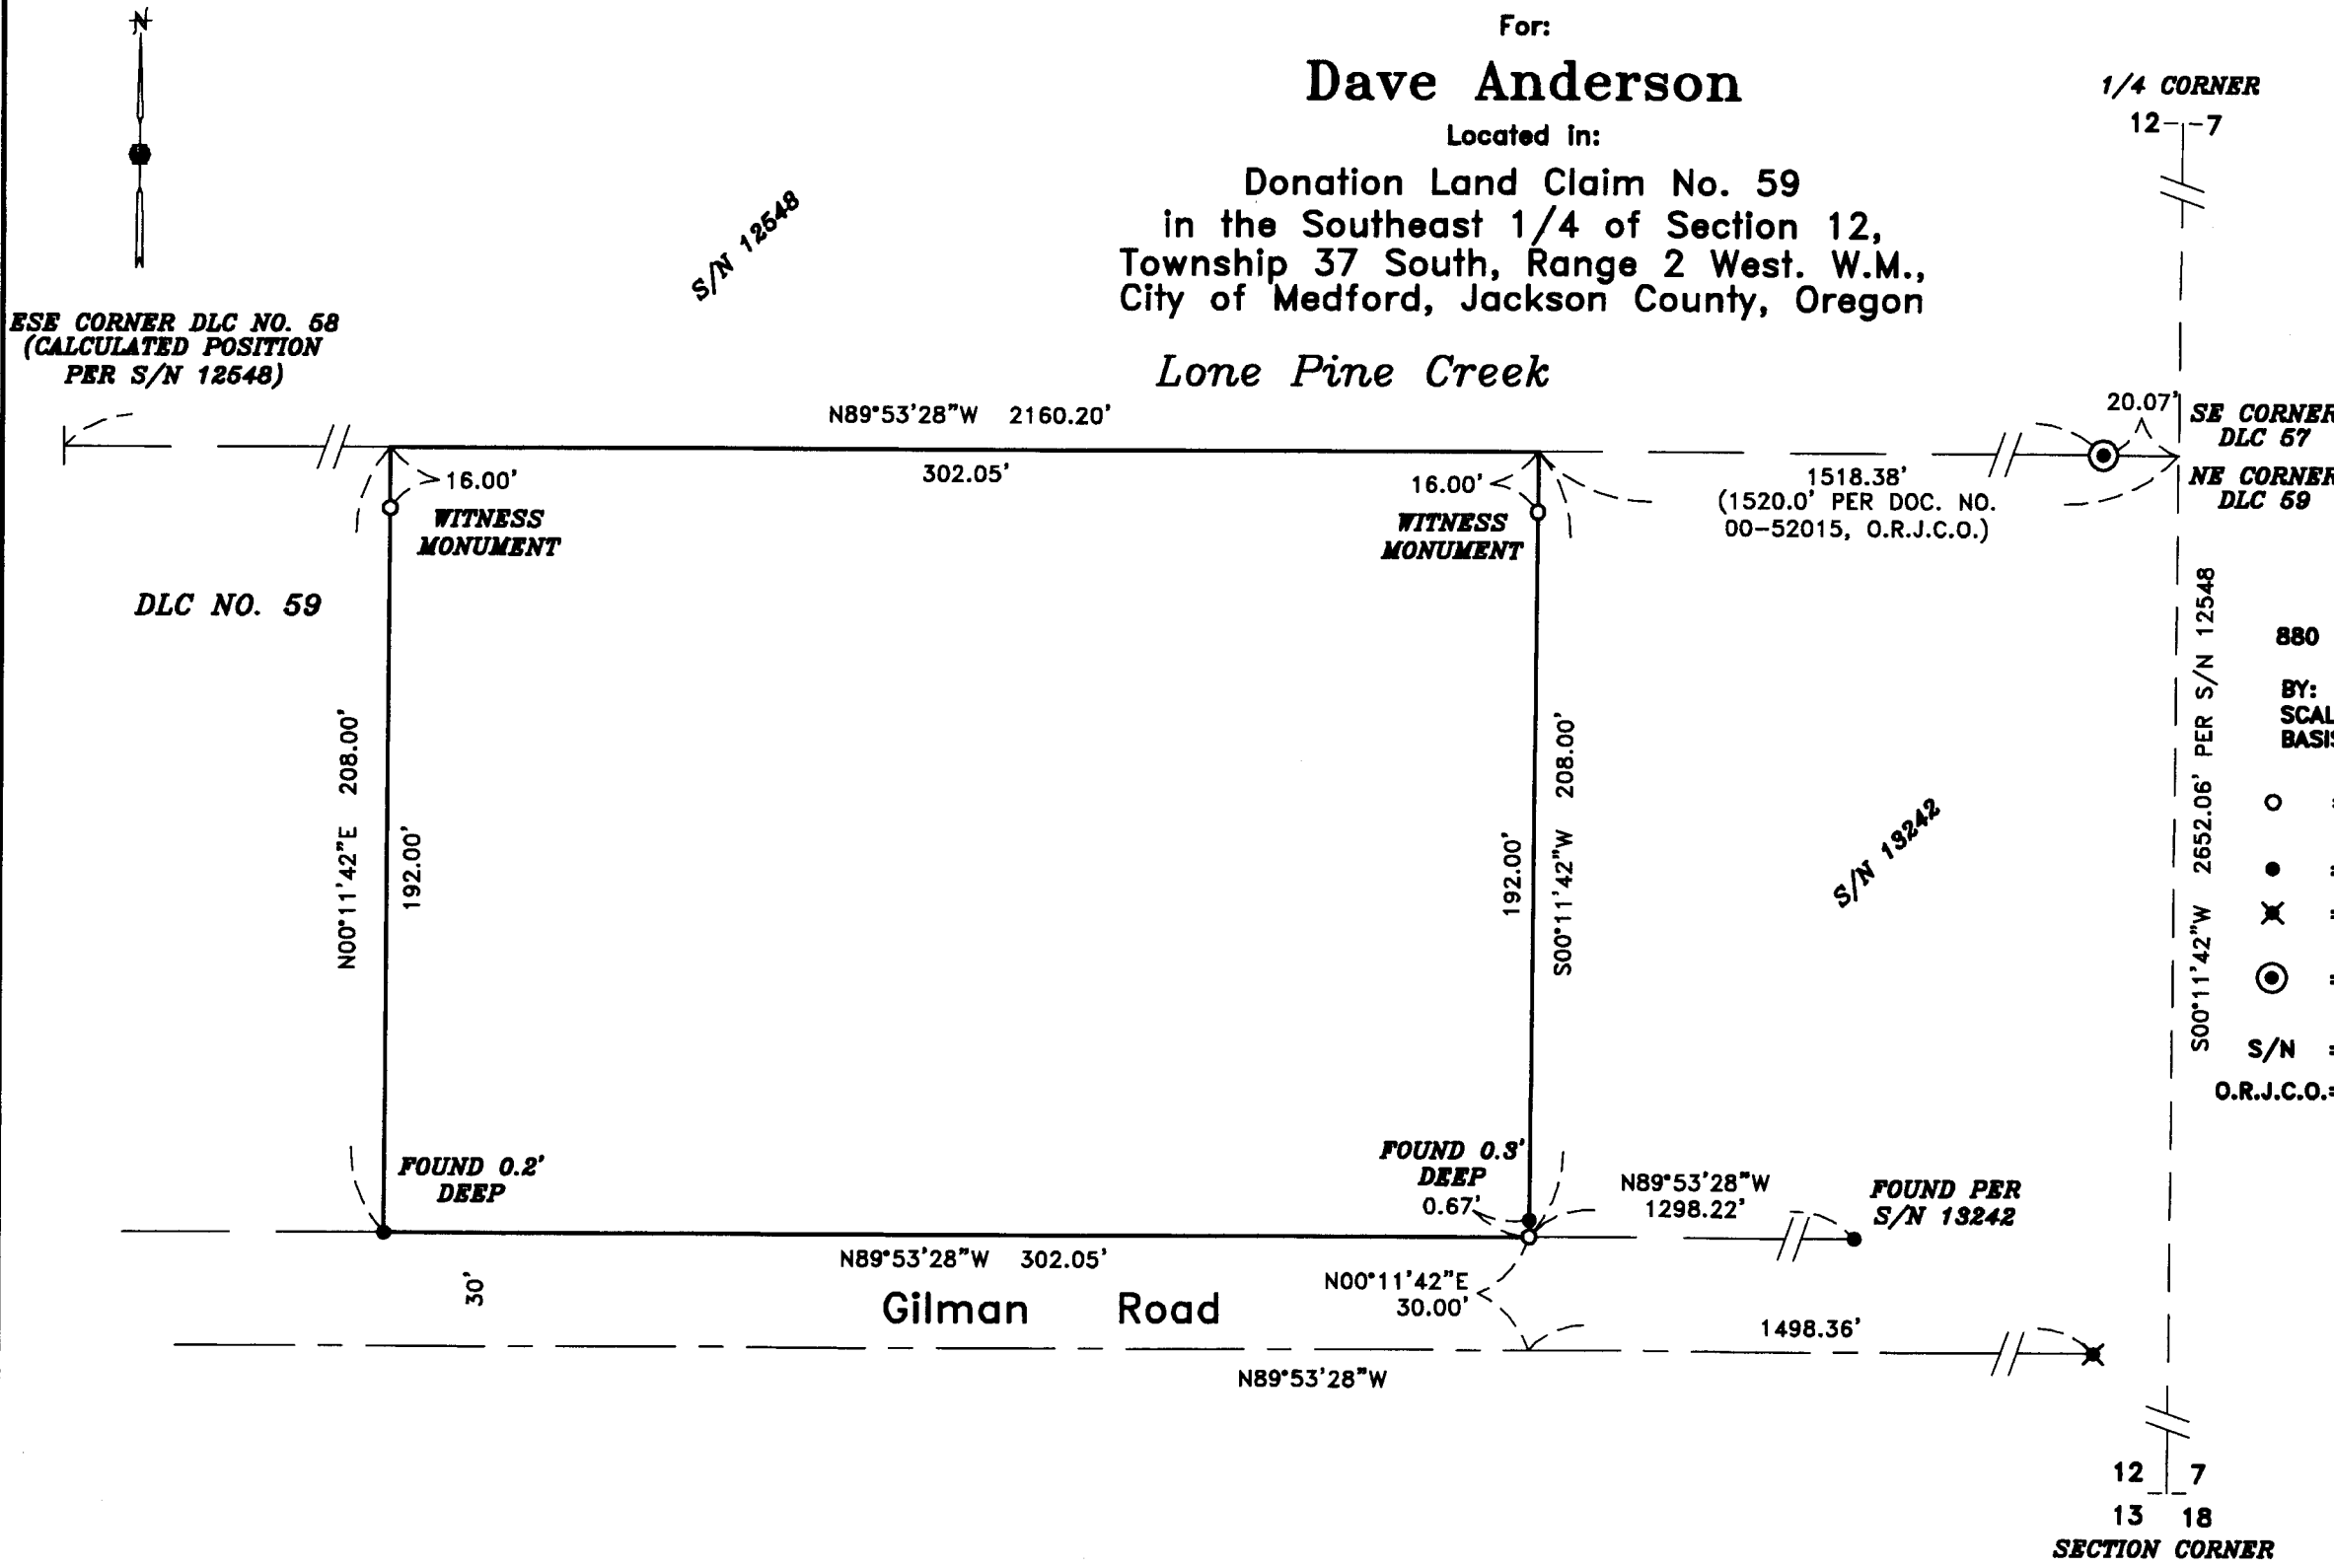 N
For:
Dave Anderson
Located in:
Donation Land Claim No. 59
in the Southeast 1/4 of Section 12,
Township 37 South, Range 2 West. W.M.,
City of Medford, Jackson County, Oregon
1/4 CORNER
12 7
S/N 12548
ESE CORNER DLC NO. 58
(CALCULATED POSITION
PER S/N 12548)
Lone Pine Creek
N89°53'28"W 2160.20'
302.05'
20.07'
SE CORNER
DLC 57
NE CORNER
DLC 59
1518.38'
(1520.0' PER DOC. NO.
00-52015, O.R.J.C.O.)
16.00'
WITNESS
MONUMENT
16.00'
WITNESS
MONUMENT
DLC NO. 59
N00°11'42"E 208.00'
192.00'
192.00'
S00°11'42"W 208.00'
S/N 13242
S00°11'42"W 2652.06' PER S/N 12548
880
BY:
SCAL
BASIS
S/N =
O.R.J.C.O.=
FOUND 0.2'
DEEP
FOUND 0.3'
DEEP
0.67'
N89°53'28"W
1298.22'
FOUND PER
S/N 13242
N89°53'28"W 302.05'
30'
Gilman Road
N00°11'42"E
30.00'
1498.36'
N89°53'28"W
12 7
13 18
SECTION CORNER